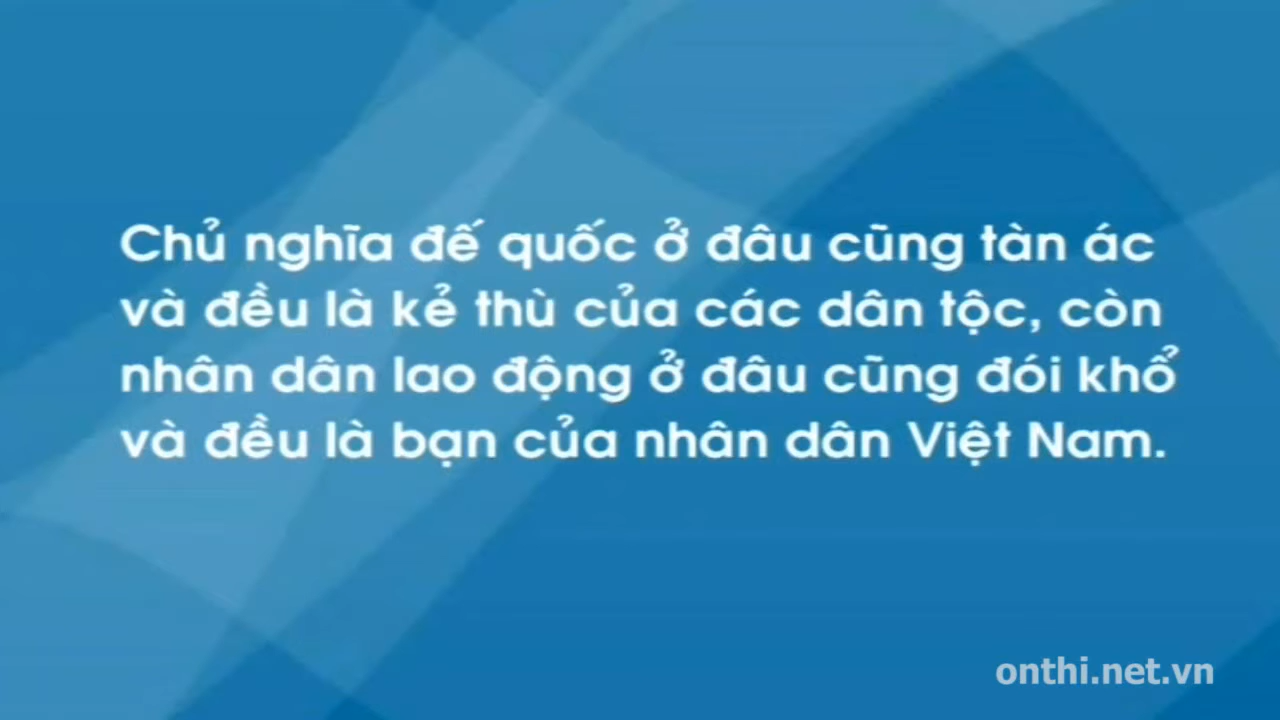 Chủ nghĩa đế quốc ở đâu cũng tàn ác
và đều là kẻ thù của các dân tộc, còn
nhân dân lao động ở đâu cũng đói khổ
và đều là bạn của nhân dân Việt Nam.
onthi.net.vn